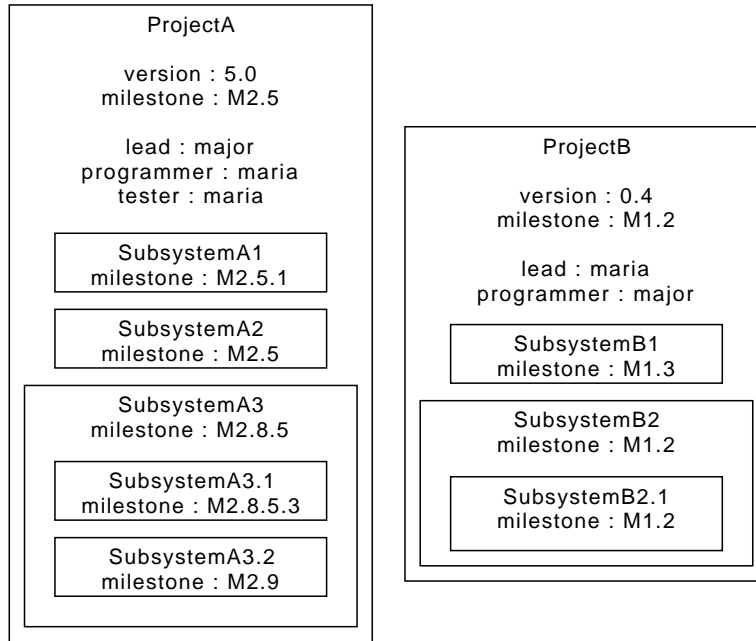 ProjectA
version : 5.0
milestone : M2.5
lead : major
programmer : maria
tester : maria
SubsystemA1
milestone : M2.5.1
SubsystemA2
milestone : M2.5
SubsystemA3
milestone : M2.8.5
SubsystemA3.1
milestone : M2.8.5.3
SubsystemA3.2
milestone : M2.9
ProjectB
version : 0.4
milestone : M1.2
lead : maria
programmer : major
SubsystemB1
milestone : M1.3
SubsystemB2
milestone : M1.2
SubsystemB2.1
milestone : M1.2